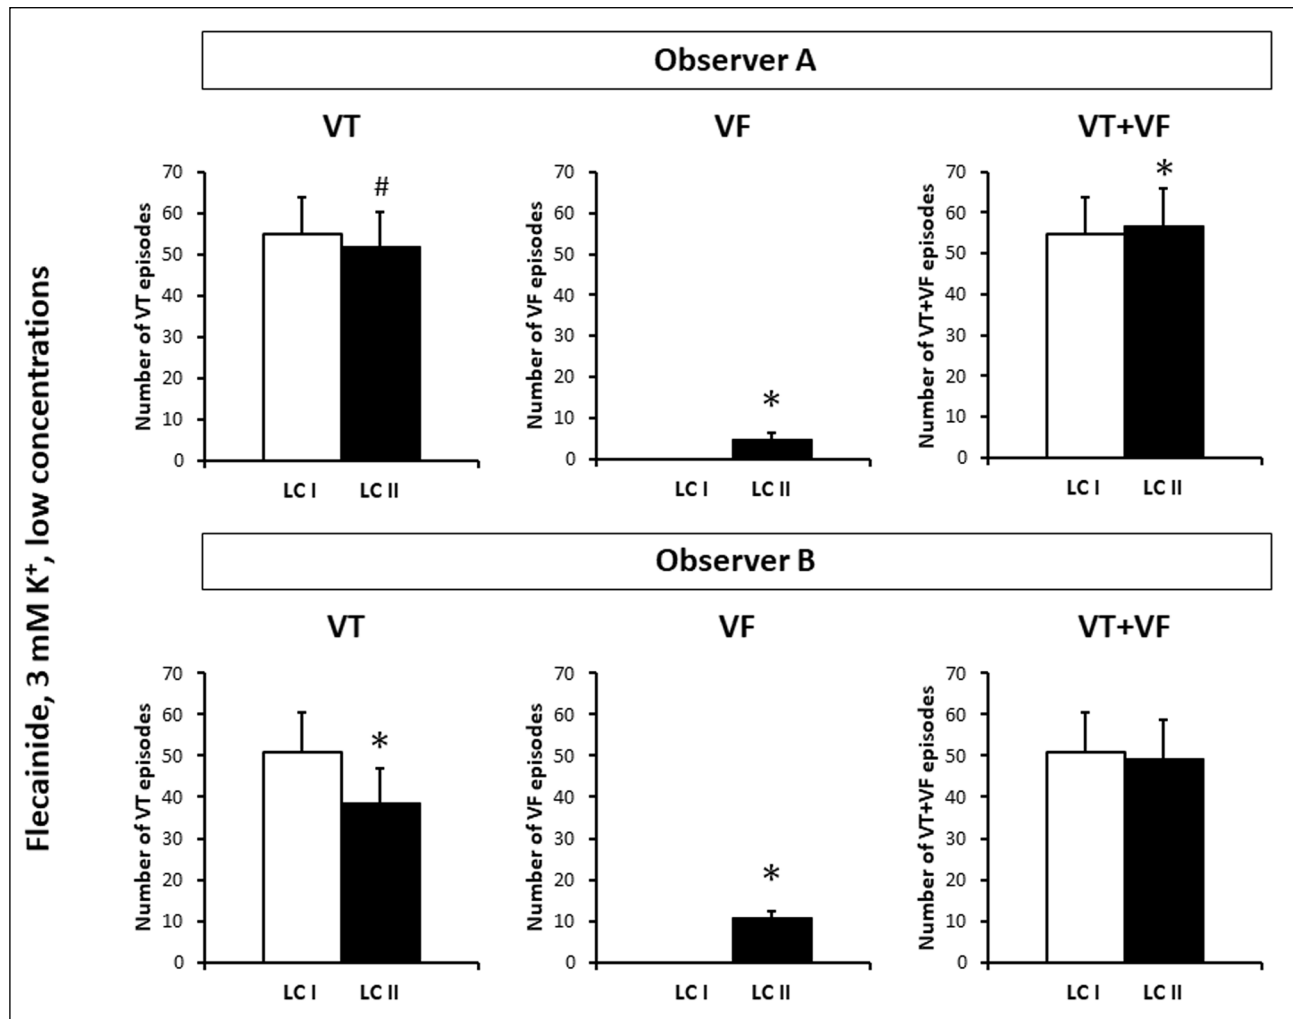 Flecainide, 3 mM K⁺, low concentrations
Observer A
VT
VF
VT+VF
Number of VT episodes
70
60
50
40
30
20
10
0
#
LC I LC II
Number of VF episodes
70
60
50
40
30
20
10
0
*
LC I LC II
Number of VT+VF episodes
70
60
50
40
30
20
10
0
*
LC I LC II
Observer B
VT
VF
VT+VF
Number of VT episodes
70
60
50
40
30
20
10
0
*
LC I LC II
Number of VF episodes
70
60
50
40
30
20
10
0
*
LC I LC II
Number of VT+VF episodes
70
60
50
40
30
20
10
0
LC I LC II